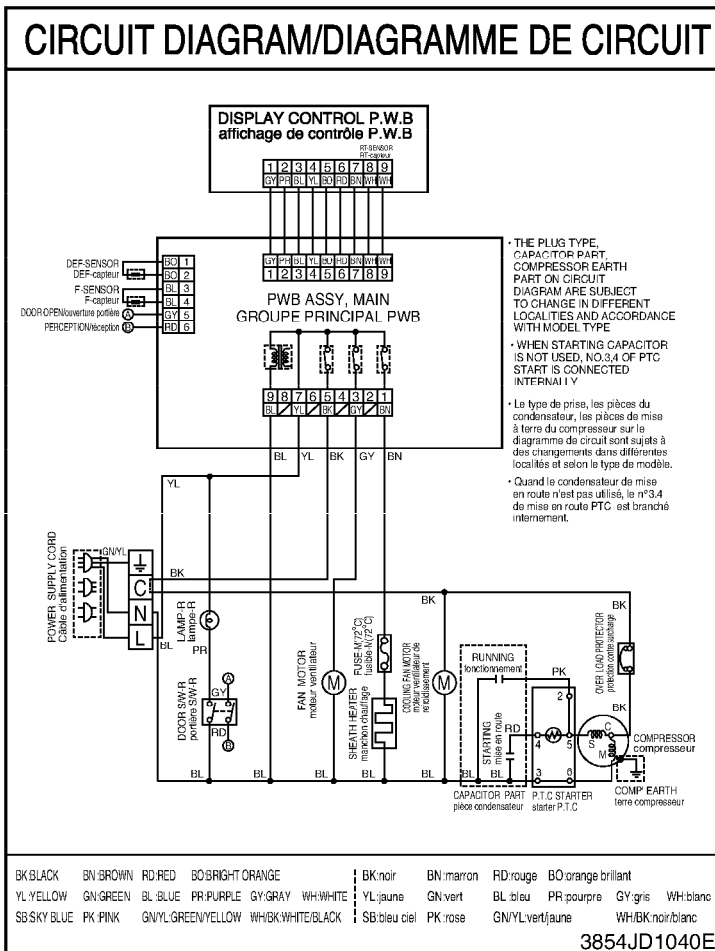 CIRCUIT DIAGRAM/DIAGRAMME DE CIRCUIT
DISPLAY CONTROL P.W.B
affichage de contrôle P.W.B
RT-SENSOR
RT-capteur
1 2 3 4 5 6 7 8 9
GY PR BL YL BO RD BN WH WH
GY PR BL YL BO RD BN WH WH
1 2 3 4 5 6 7 8 9
PWB ASSY, MAIN
GROUPE PRINCIPAL PWB
DEF-SENSOR
DEF-capteur
F-SENSOR
F-capteur
DOOR OPEN/ouverture portière A
PERCEPTION/réception B
BO 1
BO 2
BL 3
BL 4
GY 5
RD 6
9 8 7 6 5 4 3 2 1
BL YL BK GY BN
BL YL BK GY BN
• THE PLUG TYPE,
CAPACITOR PART,
COMPRESSOR EARTH
PART ON CIRCUIT
DIAGRAM ARE SUBJECT
TO CHANGE IN DIFFERENT
LOCALITIES AND ACCORDANCE
WITH MODEL TYPE
• WHEN STARTING CAPACITOR
IS NOT USED, NO.3,4 OF PTC
START IS CONNECTED
INTERNALLY
• Le type de prise, les pièces du
condensateur, les pièces de mise
à terre du compresseur sur le
diagramme de circuit sont sujets à
des changements dans différentes
localités et selon le type de modèle.
• Quand le condensateur de mise
en route n'est pas utilisé, le n°3.4
de mise en route PTC est branché
internement.
YL
POWER SUPPLY CORD
Câble d'alimentation
GN/YL
C
N
L
BK
BL
LAMP-R
lampe-R
PR
A
GY
RD
B
DOOR S/W-R
portière S/W-R
FAN MOTOR
moteur ventilateur
M
FUSE-M(72°C)
fusible-N(72°C)
SHEATH HEATER
manchon chauffage
COOLING FAN MOTOR
moteur ventilateur de
M
BK
RUNNING
fonctionnement
STARTING
mise en route
RD
PK
2
4 5
3 6
BK
OVER LOAD PROTECTOR
protection contre surcharge
BK
C
S
M
COMPRESSOR
compresseur
COMP' EARTH
terre compresseur
BL BL BL BL BL BL BL
CAPACITOR PART
pièce condensateur
P.T.C STARTER
starter P.T.C
BK:BLACK BN:BROWN RD:RED BO:BRIGHT ORANGE
YL:YELLOW GN:GREEN BL:BLUE PR:PURPLE GY:GRAY WH:WHITE
SB:SKY BLUE PK:PINK GN/YL:GREEN/YELLOW WH/BK:WHITE/BLACK
BK:noir BN:marron RD:rouge BO:orange brillant
YL:jaune GN:vert BL:bleu PR:pourpre GY:gris WH:blanc
SB:bleu ciel PK:rose GN/YL:vert/jaune WH/BK:noir/blanc
3854JD1040E